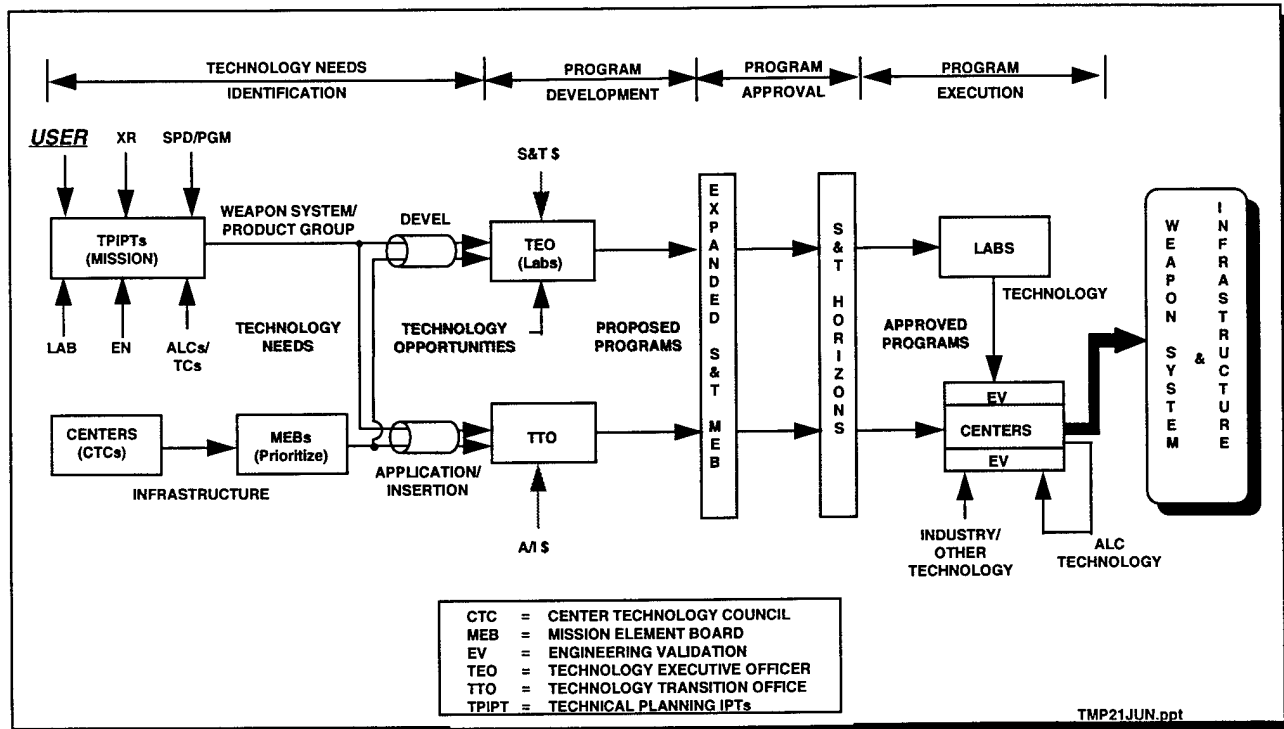 TECHNOLOGY NEEDS
IDENTIFICATION
PROGRAM
DEVELOPMENT
PROGRAM
APPROVAL
PROGRAM
EXECUTION
USER
XR
SPD/PGM
S&T $
WEAPON SYSTEM/
PRODUCT GROUP
DEVEL
TPIPTs
(MISSION)
TEO
(Labs)
EXPANDED S&T MEB
S&T HORIZONS
LABS
WEAPON SYSTEM
&
INFRASTRUCTURE
TECHNOLOGY
LAB
EN
ALCs/
TCs
TECHNOLOGY
NEEDS
TECHNOLOGY
OPPORTUNITIES
PROPOSED
PROGRAMS
APPROVED
PROGRAMS
CENTERS
(CTCs)
MEBs
(Prioritize)
TTO
EV
CENTERS
EV
INFRASTRUCTURE
APPLICATION/
INSERTION
A/I $
INDUSTRY/
OTHER
TECHNOLOGY
ALC
TECHNOLOGY
CTC = CENTER TECHNOLOGY COUNCIL
MEB = MISSION ELEMENT BOARD
EV = ENGINEERING VALIDATION
TEO = TECHNOLOGY EXECUTIVE OFFICER
TTO = TECHNOLOGY TRANSITION OFFICE
TPIPT = TECHNICAL PLANNING IPTs
TMP21JUN.ppt